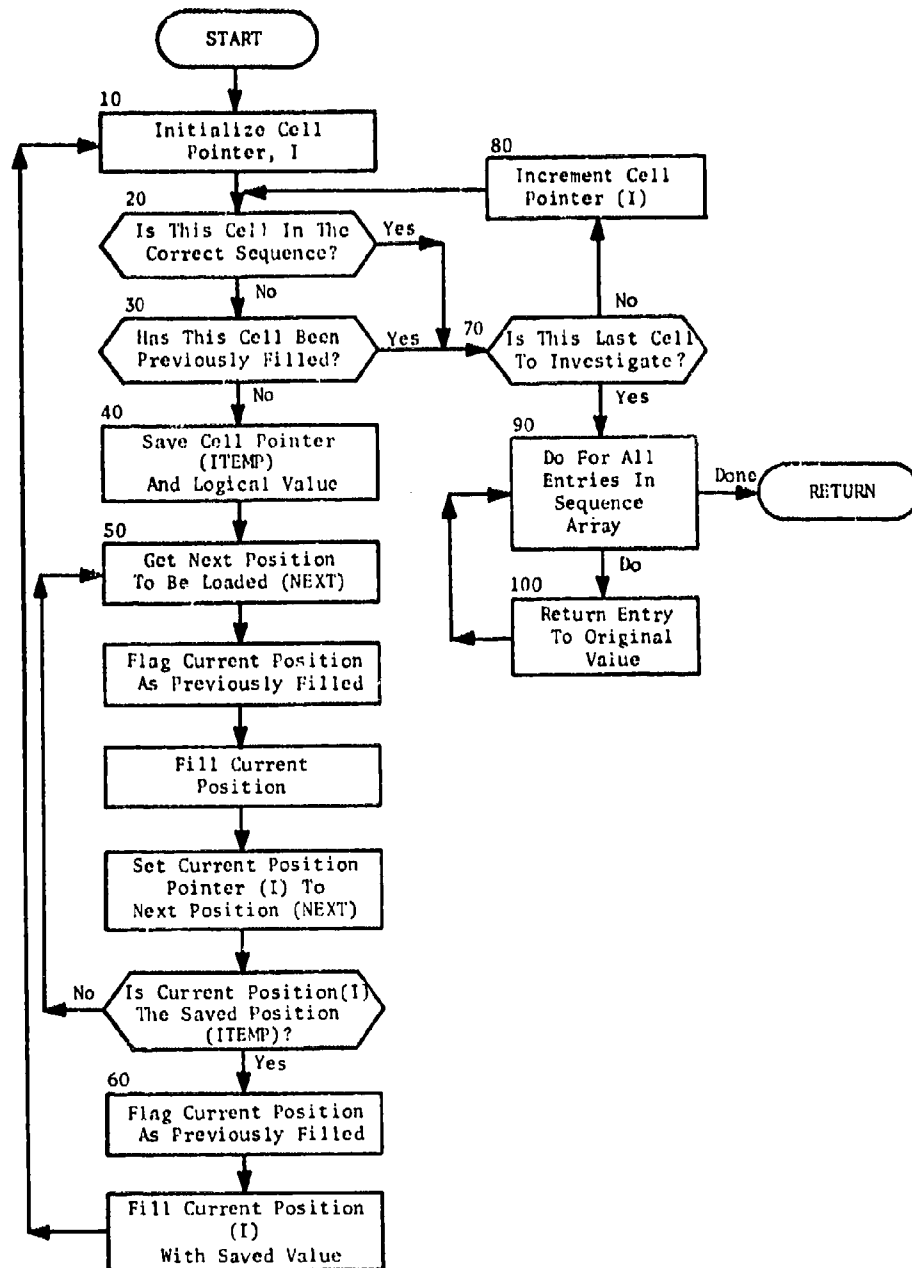 START
10
Initialize Cell
Pointer, I
80
Increment Cell
Pointer (I)
20
Is This Cell In The
Correct Sequence?
Yes
No
No
30
Has This Cell Been
Previously Filled?
Yes
70
Is This Last Cell
To Investigate?
No
Yes
40
Save Cell Pointer
(ITEMP)
And Logical Value
90
Do For All
Entries In
Sequence
Array
Done
RETURN
50
Get Next Position
To Be Loaded (NEXT)
Do
100
Return Entry
To Original
Value
Flag Current Position
As Previously Filled
Fill Current
Position
Set Current Position
Pointer (I) To
Next Position (NEXT)
No
Is Current Position(I)
The Saved Position
(ITEMP)?
Yes
60
Flag Current Position
As Previously Filled
Fill Current Position
(I)
With Saved Value